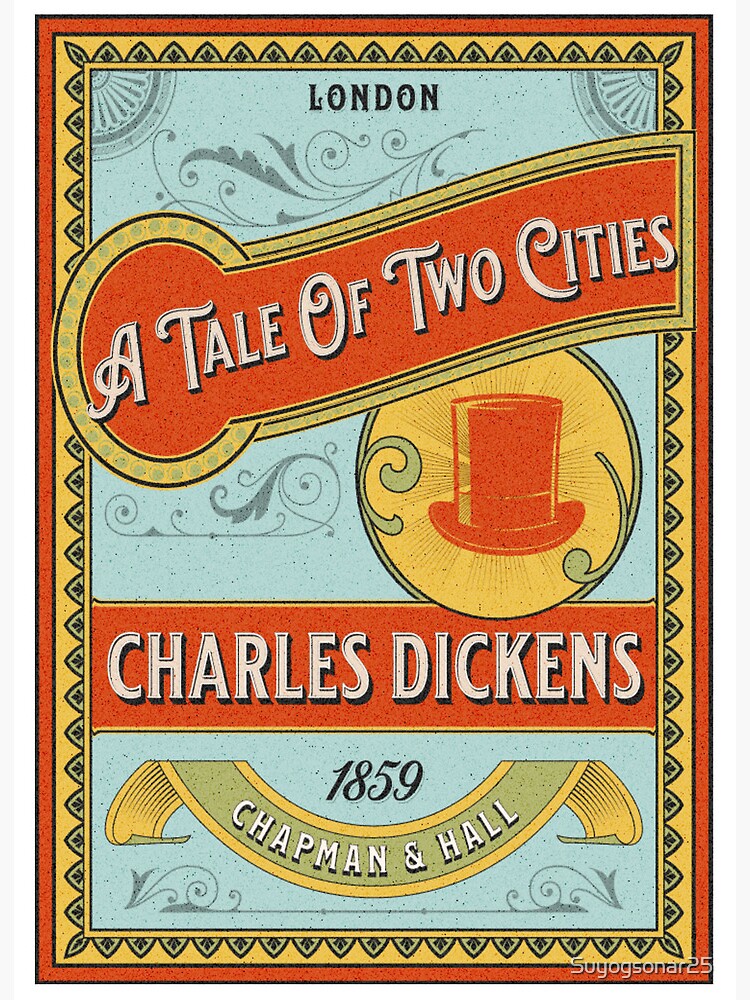 LONDON
A TALE OF TWO CITIES
CHARLES DICKENS
1859
CHAPMAN & HALL
Suyogsonar25